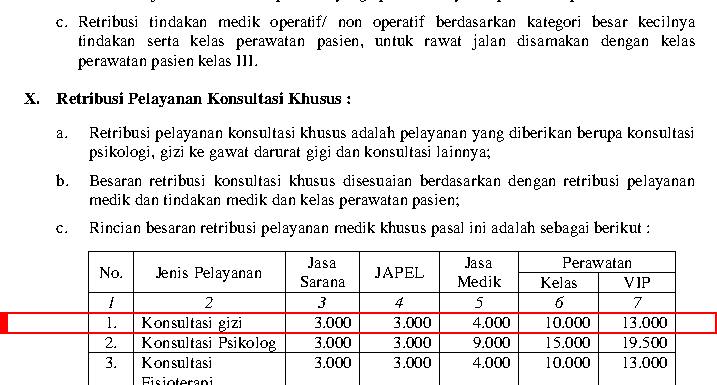 c. Retribusi tindakan medik operatif/ non operatif berdasarkan kategori besar kecilnya
tindakan serta kelas perawatan pasien, untuk rawat jalan disamakan dengan kelas
perawatan pasien kelas III.
X. Retribusi Pelayanan Konsultasi Khusus :
a. Retribusi pelayanan konsultasi khusus adalah pelayanan yang diberikan berupa konsultasi
psikologi, gizi ke gawat darurat gigi dan konsultasi lainnya;
b. Besaran retribusi konsultasi khusus disesuaian berdasarkan dengan retribusi pelayanan
medik dan tindakan medik dan kelas perawatan pasien;
c. Rincian besaran retribusi pelayanan medik khusus pasal ini adalah sebagai berikut :
No. Jenis Pelayanan Jasa Sarana JAPEL Jasa Medik Perawatan
Kelas VIP
1 2 3 4 5 6 7
1. Konsultasi gizi 3.000 3.000 4.000 10.000 13.000
2. Konsultasi Psikolog 3.000 3.000 9.000 15.000 19.500
3. Konsultasi 3.000 3.000 4.000 10.000 13.000
Fisioterapi